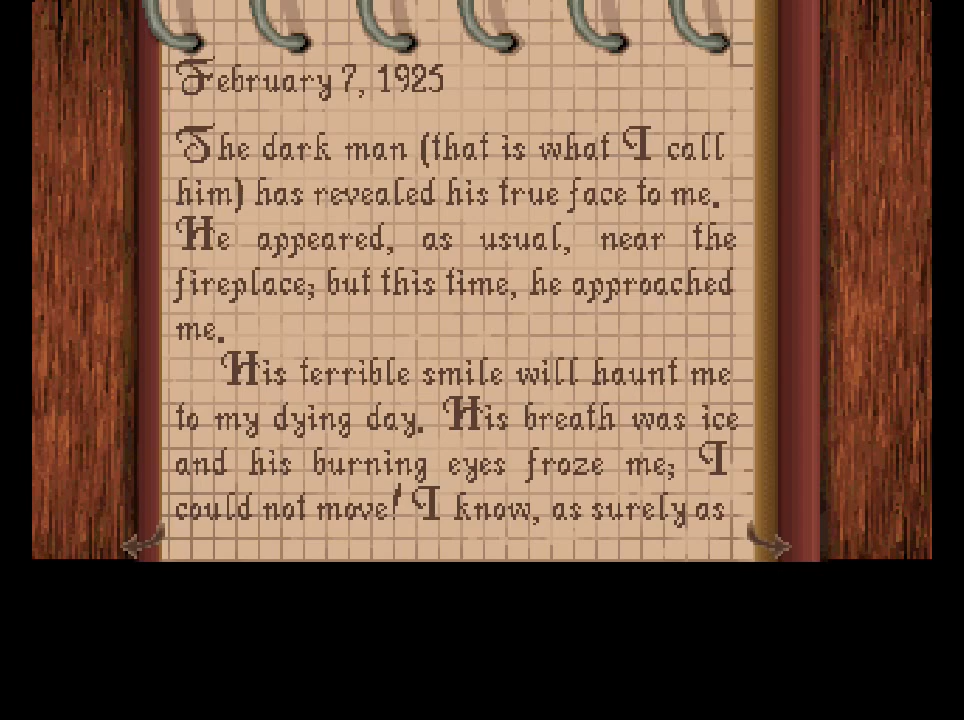 February 7, 1925
The dark man (that is what I call
him) has revealed his true face to me.
He appeared, as usual, near the
fireplace; but this time, he approached
me.
His terrible smile will haunt me
to my dying day. His breath was ice
and his burning eyes froze me; I
could not move! I know, as surely as